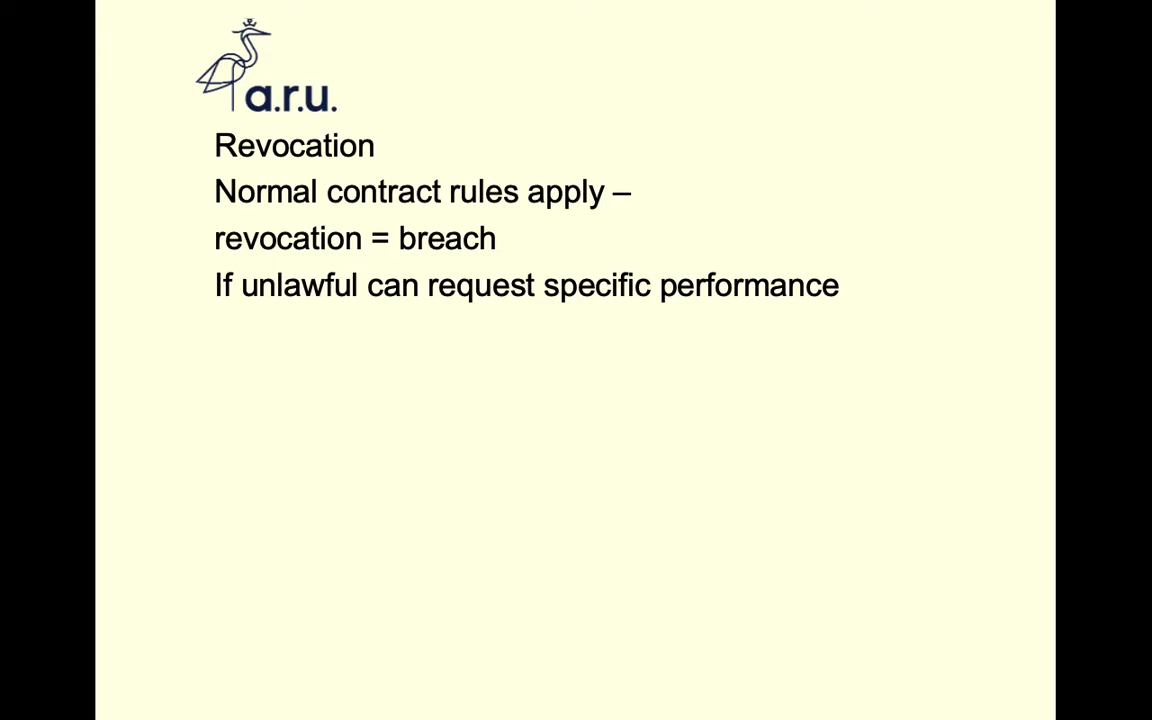 a.r.u.
Revocation
Normal contract rules apply –
revocation = breach
If unlawful can request specific performance